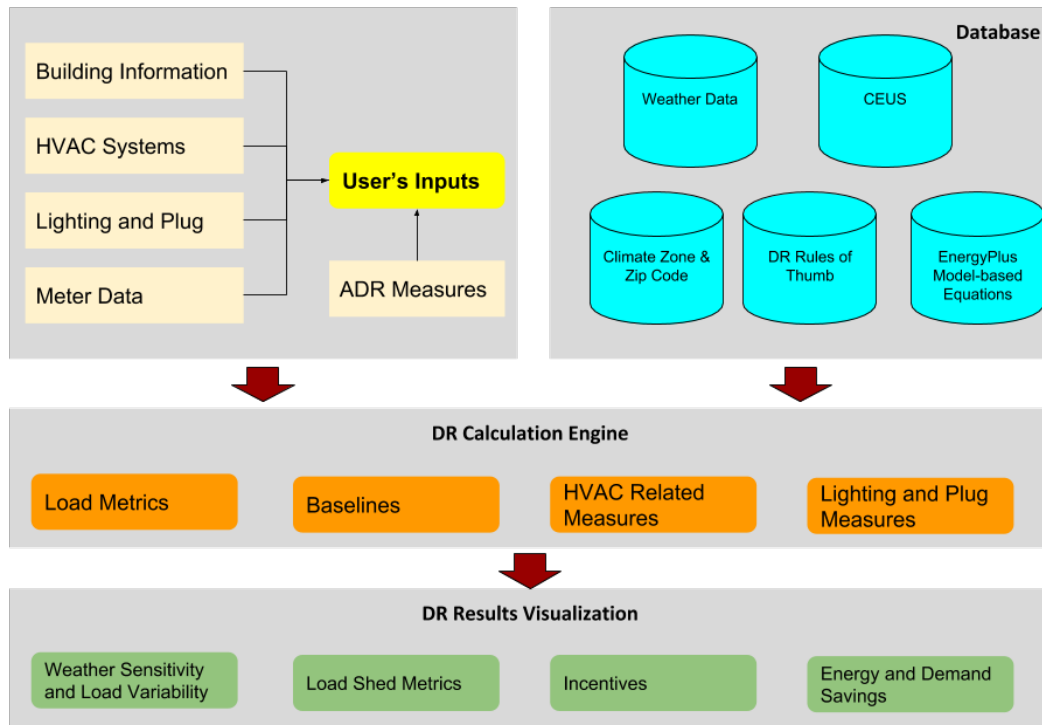 Building Information
HVAC Systems
Lighting and Plug
Meter Data
User's Inputs
ADR Measures
Database
Weather Data
CEUS
Climate Zone &
Zip Code
DR Rules of
Thumb
EnergyPlus
Model-based
Equations
DR Calculation Engine
Load Metrics
Baselines
HVAC Related
Measures
Lighting and Plug
Measures
DR Results Visualization
Weather Sensitivity
and Load Variability
Load Shed Metrics
Incentives
Energy and Demand
Savings